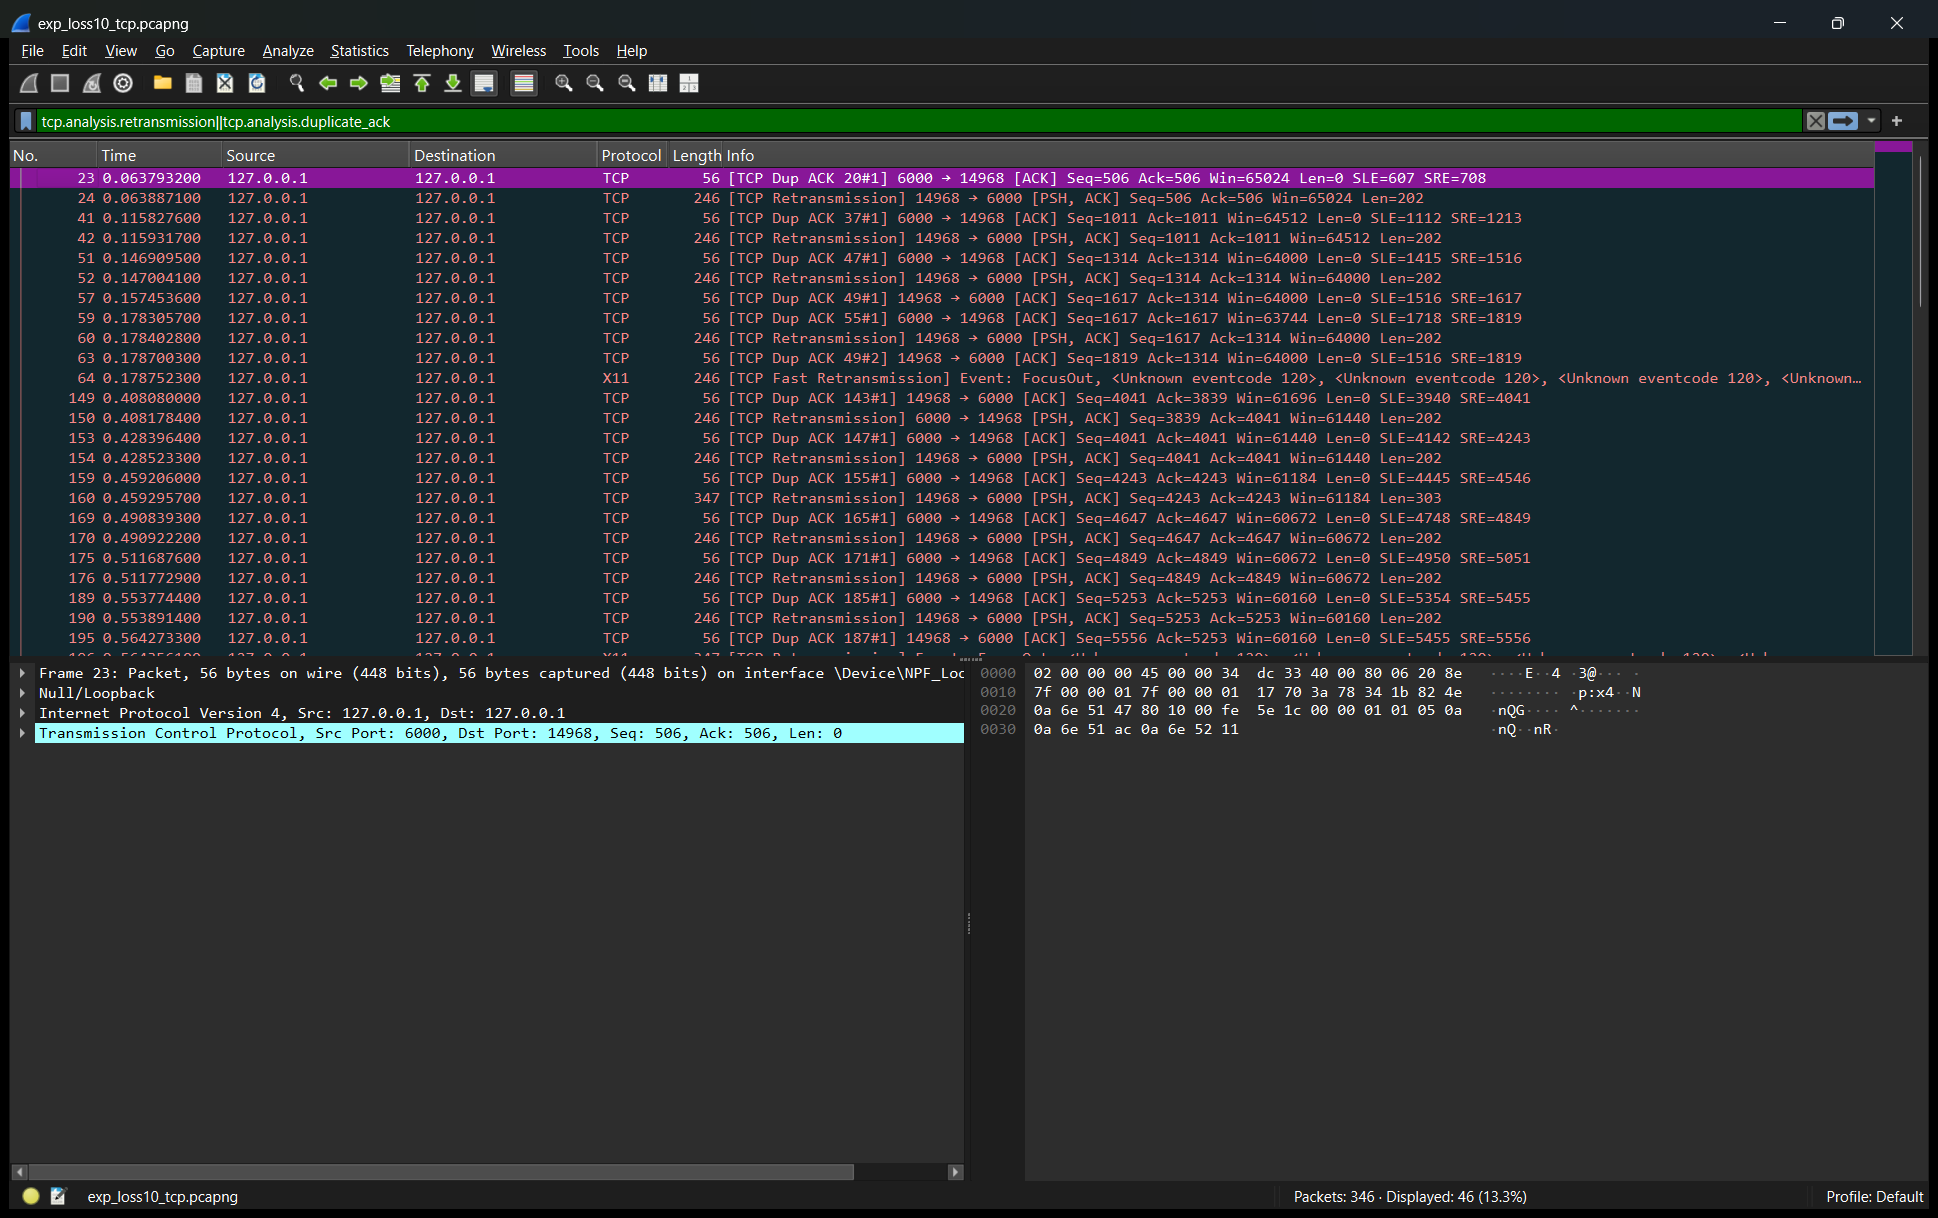 exp_loss10_tcp.pcapng
File Edit View Go Capture Analyze Statistics Telephony Wireless Tools Help
tcp.analysis.retransmission||tcp.analysis.duplicate_ack
No. Time Source Destination Protocol Length Info
23 0.063793200 127.0.0.1 127.0.0.1 TCP 56 [TCP Dup ACK 20#1] 6000 → 14968 [ACK] Seq=506 Ack=506 Win=65024 Len=0 SLE=607 SRE=708
24 0.063887100 127.0.0.1 127.0.0.1 TCP 246 [TCP Retransmission] 14968 → 6000 [PSH, ACK] Seq=506 Ack=506 Win=65024 Len=202
41 0.115827600 127.0.0.1 127.0.0.1 TCP 56 [TCP Dup ACK 37#1] 6000 → 14968 [ACK] Seq=1011 Ack=1011 Win=64512 Len=0 SLE=1112 SRE=1213
42 0.115931700 127.0.0.1 127.0.0.1 TCP 246 [TCP Retransmission] 14968 → 6000 [PSH, ACK] Seq=1011 Ack=1011 Win=64512 Len=202
51 0.146909500 127.0.0.1 127.0.0.1 TCP 56 [TCP Dup ACK 47#1] 6000 → 14968 [ACK] Seq=1314 Ack=1314 Win=64000 Len=0 SLE=1415 SRE=1516
52 0.147004100 127.0.0.1 127.0.0.1 TCP 246 [TCP Retransmission] 14968 → 6000 [PSH, ACK] Seq=1314 Ack=1314 Win=64000 Len=202
57 0.157453600 127.0.0.1 127.0.0.1 TCP 56 [TCP Dup ACK 49#1] 14968 → 6000 [ACK] Seq=1617 Ack=1314 Win=64000 Len=0 SLE=1516 SRE=1617
59 0.178305700 127.0.0.1 127.0.0.1 TCP 56 [TCP Dup ACK 55#1] 6000 → 14968 [ACK] Seq=1617 Ack=1617 Win=63744 Len=0 SLE=1718 SRE=1819
60 0.178402800 127.0.0.1 127.0.0.1 TCP 246 [TCP Retransmission] 14968 → 6000 [PSH, ACK] Seq=1617 Ack=1314 Win=64000 Len=202
63 0.178700300 127.0.0.1 127.0.0.1 TCP 56 [TCP Dup ACK 49#2] 14968 → 6000 [ACK] Seq=1819 Ack=1314 Win=64000 Len=0 SLE=1516 SRE=1819
64 0.178752300 127.0.0.1 127.0.0.1 X11 246 [TCP Fast Retransmission] Event: FocusOut, <Unknown eventcode 120>, <Unknown eventcode 120>, <Unknown eventcode 120>, <Unknown…
149 0.408080000 127.0.0.1 127.0.0.1 TCP 56 [TCP Dup ACK 143#1] 14968 → 6000 [ACK] Seq=4041 Ack=3839 Win=61696 Len=0 SLE=3940 SRE=4041
150 0.408178400 127.0.0.1 127.0.0.1 TCP 246 [TCP Retransmission] 6000 → 14968 [PSH, ACK] Seq=3839 Ack=4041 Win=61440 Len=202
153 0.428396400 127.0.0.1 127.0.0.1 TCP 56 [TCP Dup ACK 147#1] 6000 → 14968 [ACK] Seq=4041 Ack=4041 Win=61440 Len=0 SLE=4142 SRE=4243
154 0.428523300 127.0.0.1 127.0.0.1 TCP 246 [TCP Retransmission] 14968 → 6000 [PSH, ACK] Seq=4041 Ack=4041 Win=61440 Len=202
159 0.459206000 127.0.0.1 127.0.0.1 TCP 56 [TCP Dup ACK 155#1] 6000 → 14968 [ACK] Seq=4243 Ack=4243 Win=61184 Len=0 SLE=4445 SRE=4546
160 0.459295700 127.0.0.1 127.0.0.1 TCP 347 [TCP Retransmission] 14968 → 6000 [PSH, ACK] Seq=4243 Ack=4243 Win=61184 Len=303
169 0.490839300 127.0.0.1 127.0.0.1 TCP 56 [TCP Dup ACK 165#1] 6000 → 14968 [ACK] Seq=4647 Ack=4647 Win=60672 Len=0 SLE=4748 SRE=4849
170 0.490922200 127.0.0.1 127.0.0.1 TCP 246 [TCP Retransmission] 14968 → 6000 [PSH, ACK] Seq=4647 Ack=4647 Win=60672 Len=202
175 0.511687600 127.0.0.1 127.0.0.1 TCP 56 [TCP Dup ACK 171#1] 6000 → 14968 [ACK] Seq=4849 Ack=4849 Win=60672 Len=0 SLE=4950 SRE=5051
176 0.511772900 127.0.0.1 127.0.0.1 TCP 246 [TCP Retransmission] 14968 → 6000 [PSH, ACK] Seq=4849 Ack=4849 Win=60672 Len=202
189 0.553774400 127.0.0.1 127.0.0.1 TCP 56 [TCP Dup ACK 185#1] 6000 → 14968 [ACK] Seq=5253 Ack=5253 Win=60160 Len=0 SLE=5354 SRE=5455
190 0.553891400 127.0.0.1 127.0.0.1 TCP 246 [TCP Retransmission] 14968 → 6000 [PSH, ACK] Seq=5253 Ack=5253 Win=60160 Len=202
195 0.564273300 127.0.0.1 127.0.0.1 TCP 56 [TCP Dup ACK 187#1] 14968 → 6000 [ACK] Seq=5556 Ack=5253 Win=60160 Len=0 SLE=5455 SRE=5556
Frame 23: Packet, 56 bytes on wire (448 bits), 56 bytes captured (448 bits) on interface \Device\NPF_Loc
Null/Loopback
Internet Protocol Version 4, Src: 127.0.0.1, Dst: 127.0.0.1
Transmission Control Protocol, Src Port: 6000, Dst Port: 14968, Seq: 506, Ack: 506, Len: 0
0000 02 00 00 00 45 00 00 34 dc 33 40 00 80 06 20 8e ····E··4 ·3@··· ·
0010 7f 00 00 01 7f 00 00 01 17 70 3a 78 34 1b 82 4e ········ ·p:x4··N
0020 0a 6e 51 47 80 10 00 fe 5e 1c 00 00 01 01 05 0a ·nQG···· ^·······
0030 0a 6e 51 ac 0a 6e 52 11 ·nQ··nR·
exp_loss10_tcp.pcapng
Packets: 346 · Displayed: 46 (13.3%)
Profile: Default